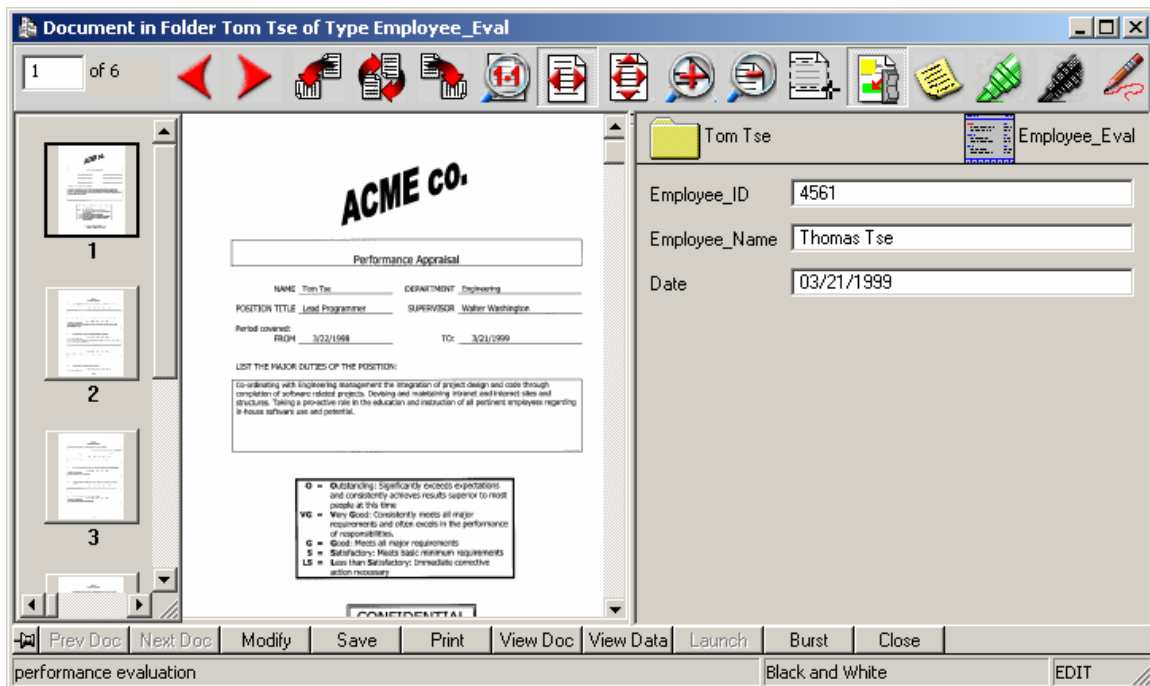 Document in Folder Tom Tse of Type Employee_Eval
1 of 6
1:1
1
2
3
ACME CO.
Performance Appraisal
NAME Tom Tse DEPARTMENT Engineering
POSITION TITLE Lead Programmer SUPERVISOR Walter Washington
Period covered:
FROM 3/22/1998 TO: 3/21/1999
LIST THE MAJOR DUTIES OF THE POSITION:
Co-ordinating with Engineering management the integration of project design and code through
completion of software related projects. Devising and maintaining intranet and internet sites and
structures. Taking a pro-active role in the education and instruction of all pertinent employees regarding
in-house software use and potential.
O = Outstanding: Significantly exceeds expectations
and consistently achieves results superior to most
people at this time
VG = Very Good: Consistently meets all major
requirements and often excels in the performance
of responsibilities.
G = Good: Meets all major requirements
S = Satisfactory: Meets basic minimum requirements
LS = Less than Satisfactory: Immediate corrective
action necessary
CONFIDENTIAL
Tom Tse Employee_Eval
Employee_ID 4561
Employee_Name Thomas Tse
Date 03/21/1999
Prev Doc Next Doc Modify Save Print View Doc View Data Launch Burst Close
performance evaluation Black and White EDIT